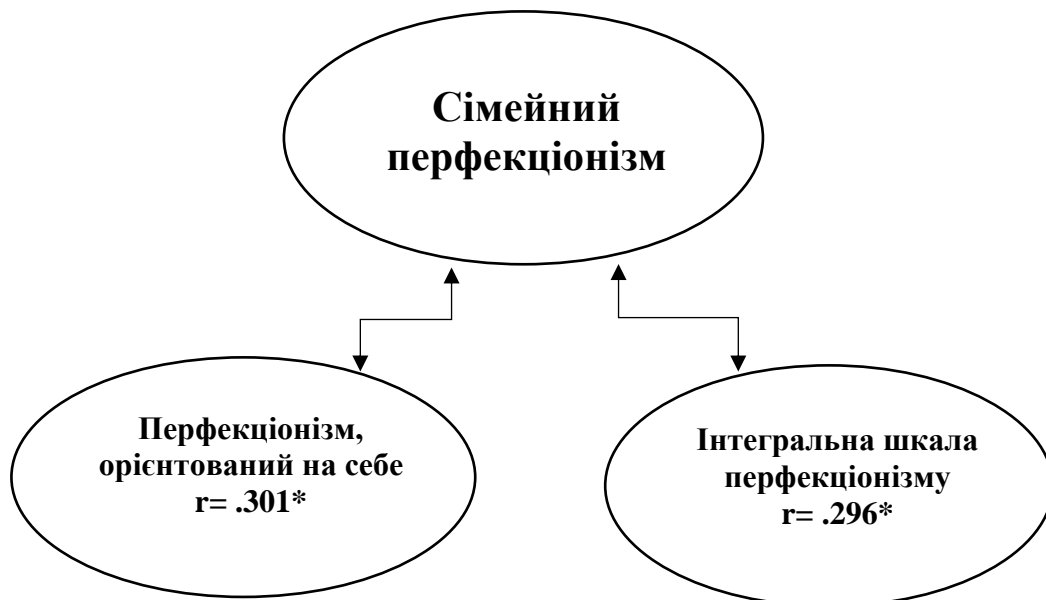 Сімейний
перфекціонізм
Перфекціонізм,
орієнтований на себе
r= .301*
Інтегральна шкала
перфекціонізму
r= .296*